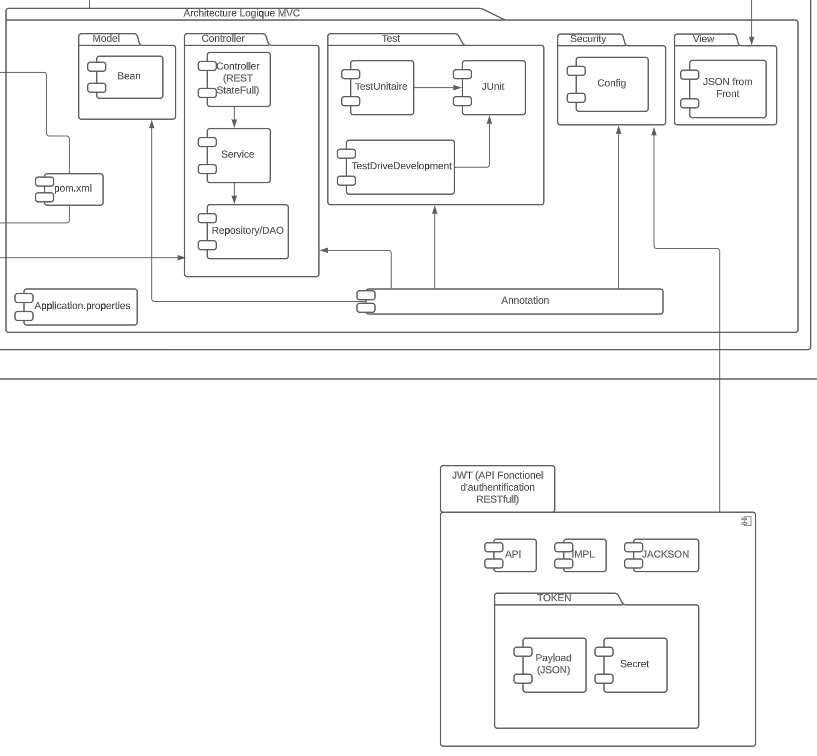 Architecture Logique MVC
Model
Controller
Test
Security
View
Bean
Controller
(REST
StateFull)
TestUnitaire
JUnit
Config
JSON from
Front
Service
TestDriveDevelopment
pom.xml
Repository/DAO
Application.properties
Annotation
JWT (API Fonctionel
d'authentification
RESTfull)
API
IMPL
JACKSON
TOKEN
Payload
(JSON)
Secret